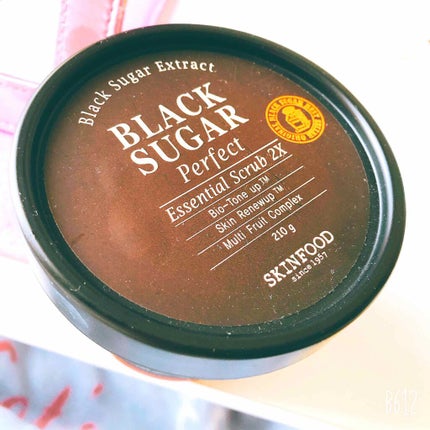 Black Sugar Extract
BLACK
SUGAR
Perfect
Essential Scrub 2X
Bio-Tone up™
Skin Renewup™
Multi Fruit Complex
210 g
SKINFOOD
since 1957
B612